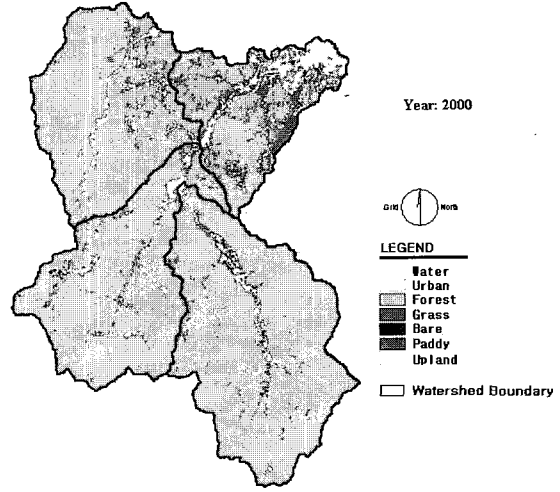 Year: 2000
Grid North
LEGEND
Water
Urban
Forest
Grass
Bare
Paddy
Upland
Watershed Boundary